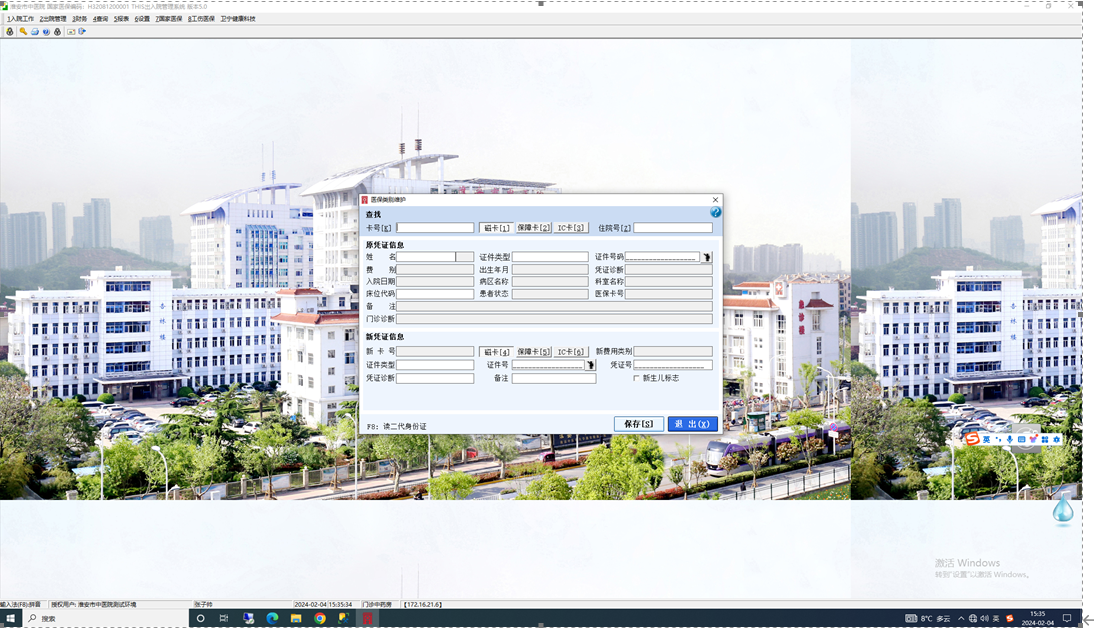 淮安市中医院 国家医保编码：H32081200001 THIS出入院管理系统 版本5.0
1入院工作 2出院管理 3财务 4查询 5报表 6设置 7国家医保 8工伤医保 卫宁健康科技
医保类别维护
查找
卡号[K] 磁卡[1] 保障卡[2] IC卡[3] 住院号[Z]
原凭证信息
姓 名 证件类型 证件号码
费 别 出生年月 凭证诊断
入院日期 病区名称 科室名称
床位代码 患者状态 医保卡号
备 注
门诊诊断
新凭证信息
新 卡 号 磁卡[4] 保障卡[5] IC卡[6] 新费用类别
证件类型 证件号 凭证号
凭证诊断 备注 新生儿标志
F8: 读二代身份证 保存[S] 退 出(X)
急诊楼
英
激活 Windows
转到"设置"以激活 Windows。
输入法(F8):拼音 授权用户: 淮安市中医院测试环境 张子帅 2024-02-04 15:35:34 门诊中药房 【172.16.21.6】
搜索 8°C 多云 英 15:35
2024-02-04